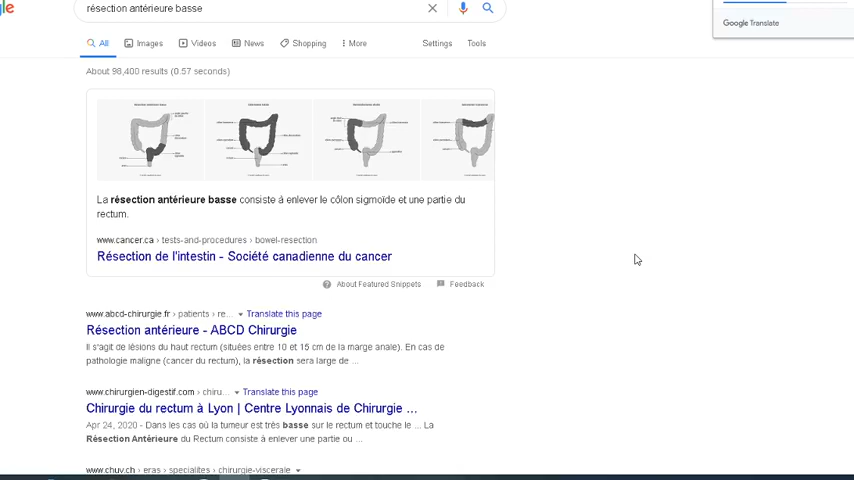 résection antérieure basse
Google Translate
All Images Videos News Shopping More Settings Tools
About 98,400 results (0.57 seconds)
La résection antérieure basse consiste à enlever le côlon sigmoïde et une partie du
rectum.
www.cancer.ca › tests-and-procedures › bowel-resection
Résection de l'intestin - Société canadienne du cancer
About Featured Snippets Feedback
www.abcd-chirurgie.fr › patients › re... Translate this page
Résection antérieure - ABCD Chirurgie
Il s'agit de lésions du haut rectum (situées entre 10 et 15 cm de la marge anale). En cas de
pathologie maligne (cancer du rectum), la résection sera large de ...
www.chirurgien-digestif.com › chiru... Translate this page
Chirurgie du rectum à Lyon | Centre Lyonnais de Chirurgie ...
Apr 24, 2020 - Dans les cas où la tumeur est très basse sur le rectum et touche le ... La
Résection Antérieure du Rectum consiste à enlever une partie ou ...
www.chuv.ch › eras › specialites › chirurgie-viscerale